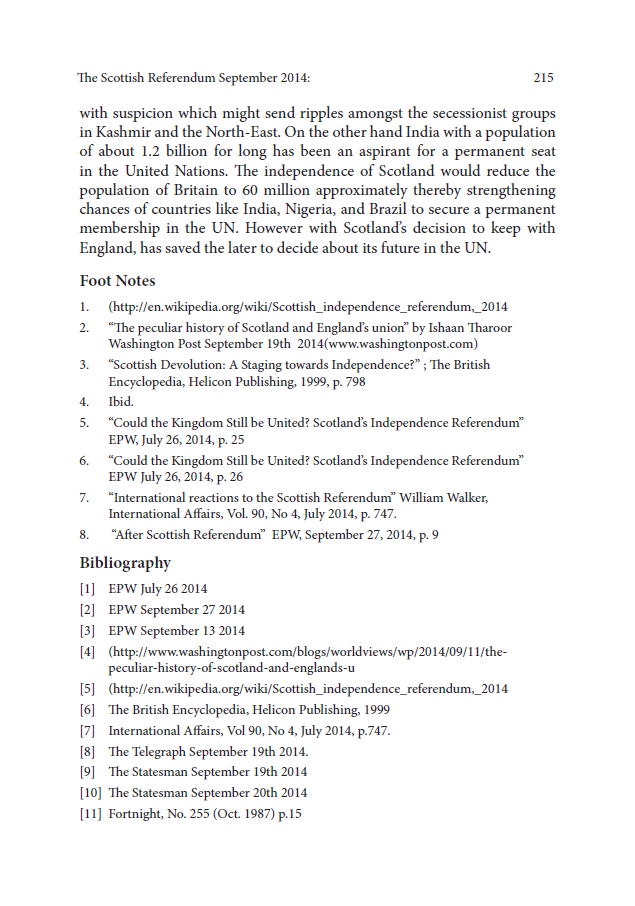 The Scottish Referendum September 2014: 215
with suspicion which might send ripples amongst the secessionist groups
in Kashmir and the North-East. On the other hand India with a population
of about 1.2 billion for long has been an aspirant for a permanent seat
in the United Nations. The independence of Scotland would reduce the
population of Britain to 60 million approximately thereby strengthening
chances of countries like India, Nigeria, and Brazil to secure a permanent
membership in the UN. However with Scotland's decision to keep with
England, has saved the later to decide about its future in the UN.
Foot Notes
1. (http://en.wikipedia.org/wiki/Scottish_independence_referendum,_2014
2. “The peculiar history of Scotland and England's union” by Ishaan Tharoor
Washington Post September 19th 2014(www.washingtonpost.com)
3. “Scottish Devolution: A Staging towards Independence?” ; The British
Encyclopedia, Helicon Publishing, 1999, p. 798
4. Ibid.
5. “Could the Kingdom Still be United? Scotland's Independence Referendum”
EPW, July 26, 2014, p. 25
6. “Could the Kingdom Still be United? Scotland's Independence Referendum”
EPW July 26, 2014, p. 26
7. “International reactions to the Scottish Referendum” William Walker,
International Affairs, Vol. 90, No 4, July 2014, p. 747.
8. “After Scottish Referendum” EPW, September 27, 2014, p. 9
Bibliography
[1] EPW July 26 2014
[2] EPW September 27 2014
[3] EPW September 13 2014
[4] (http://www.washingtonpost.com/blogs/worldviews/wp/2014/09/11/the-
peculiar-history-of-scotland-and-englands-u
[5] (http://en.wikipedia.org/wiki/Scottish_independence_referendum,_2014
[6] The British Encyclopedia, Helicon Publishing, 1999
[7] International Affairs, Vol 90, No 4, July 2014, p.747.
[8] The Telegraph September 19th 2014.
[9] The Statesman September 19th 2014
[10] The Statesman September 20th 2014
[11] Fortnight, No. 255 (Oct. 1987) p.15